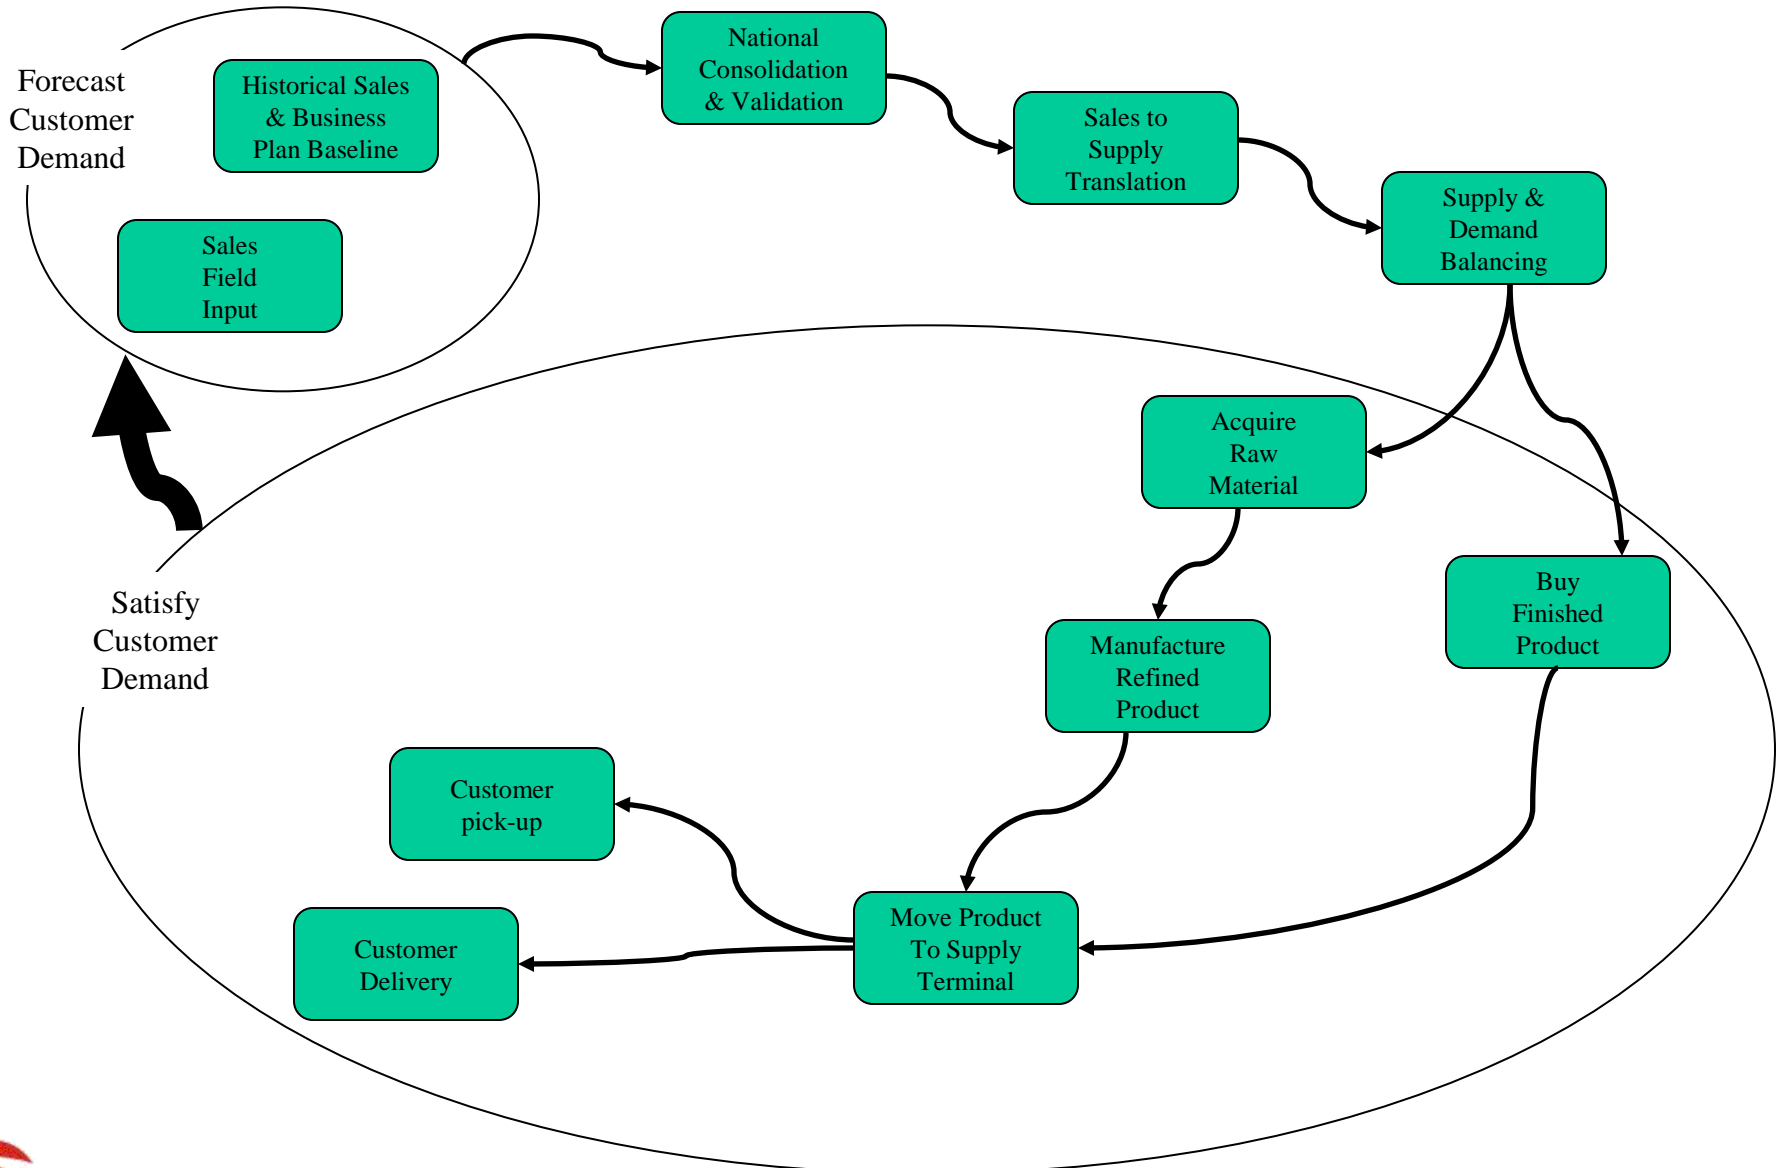 Forecast
Customer
Demand
Historical Sales
& Business
Plan Baseline
Sales
Field
Input
National
Consolidation
& Validation
Sales to
Supply
Translation
Supply &
Demand
Balancing
Acquire
Raw
Material
Buy
Finished
Product
Satisfy
Customer
Demand
Manufacture
Refined
Product
Customer
pick-up
Move Product
To Supply
Terminal
Customer
Delivery